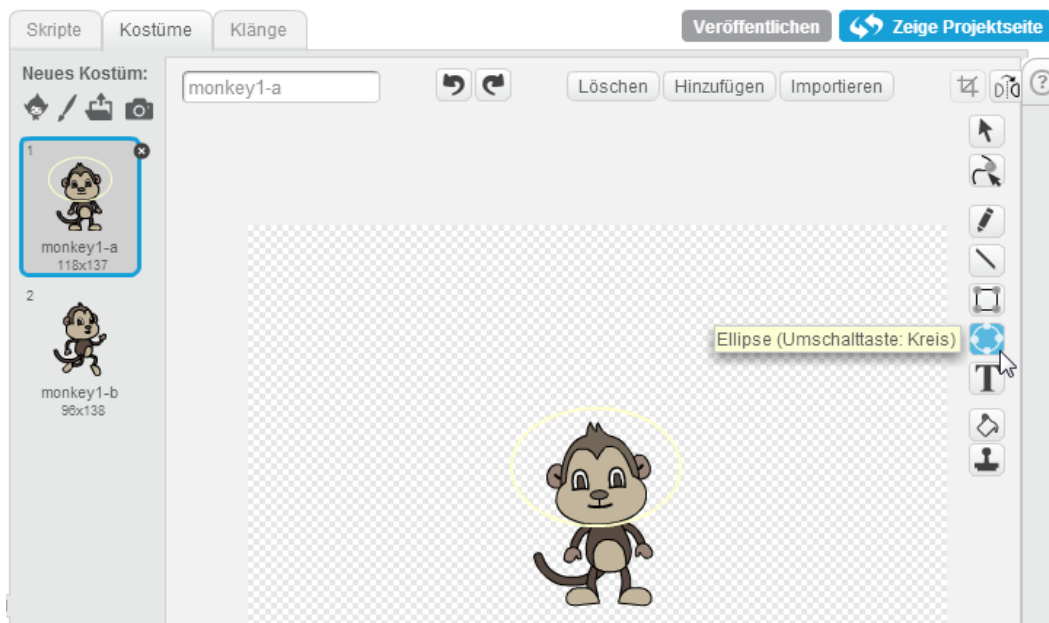 Skripte Kostüme Klänge Veröffentlichen Zeige Projektseite
Neues Kostüm: monkey1-a Löschen Hinzufügen Importieren ?
1
monkey1-a
118x137
2
monkey1-b
96x138
Ellipse (Umschalttaste: Kreis)
T